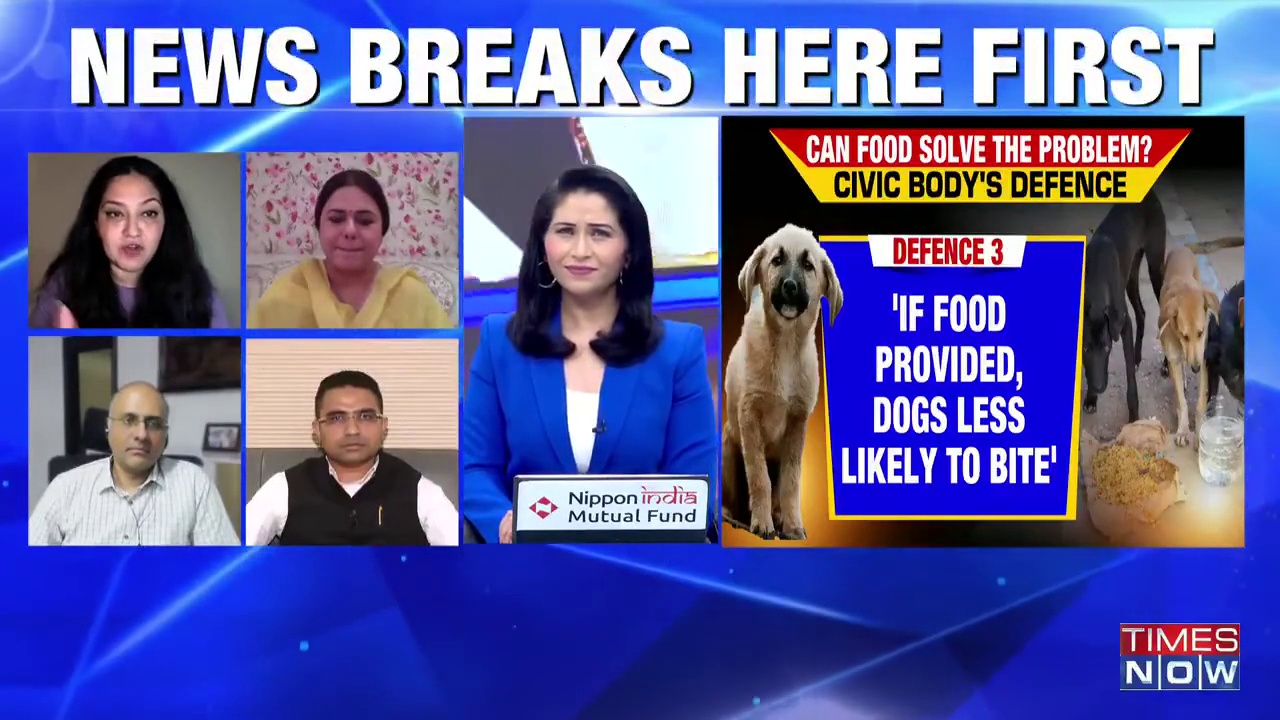 NEWS BREAKS HERE FIRST
CAN FOOD SOLVE THE PROBLEM?
CIVIC BODY'S DEFENCE
DEFENCE 3
'IF FOOD
PROVIDED,
DOGS LESS
LIKELY TO BITE'
Nippon india
Mutual Fund
TIMES
NOW